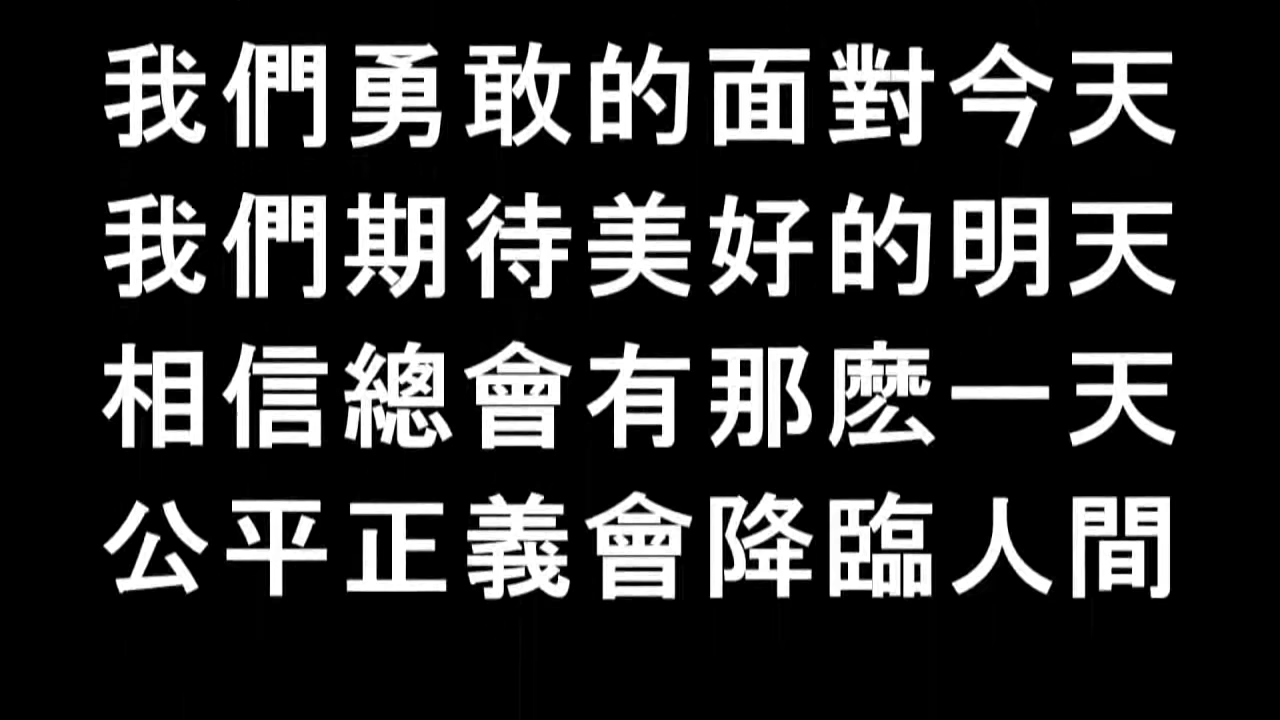 我們勇敢的面對今天
我們期待美好的明天
相信總會有那麼一天
公平正義會降臨人間